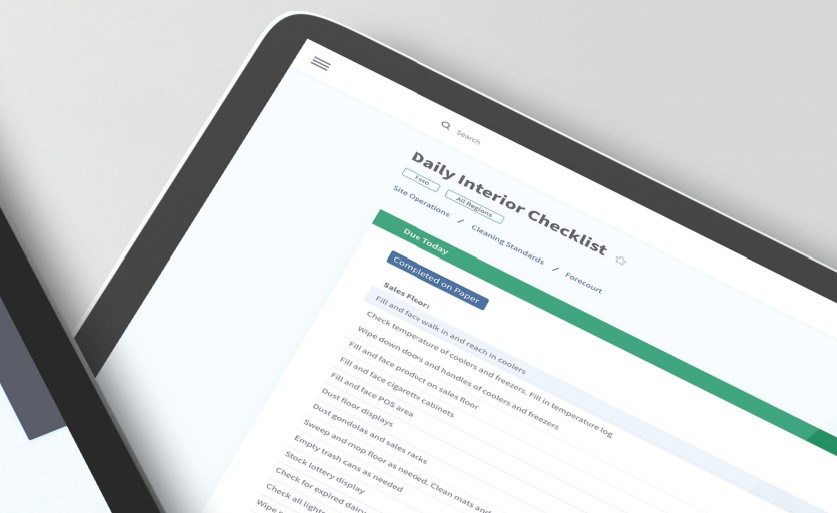 Search
Daily Interior Checklist
Esso All Regions
Site Operations / Cleaning Standards / Forecourt
Due Today
Completed on Paper
Sales Floor:
Fill and face walk in and reach in coolers
Check temperature of coolers and freezers. Fill in temperature log
Wipe down doors and handles of coolers and freezers
Fill and face product on sales floor
Fill and face cigarette cabinets
Fill and face POS area
Dust floor displays
Dust gondolas and sales racks
Sweep and mop floor as needed. Clean mats and
Empty trash cans as needed
Stock lottery display
Check for expired dairy
Check all lights
Wipe